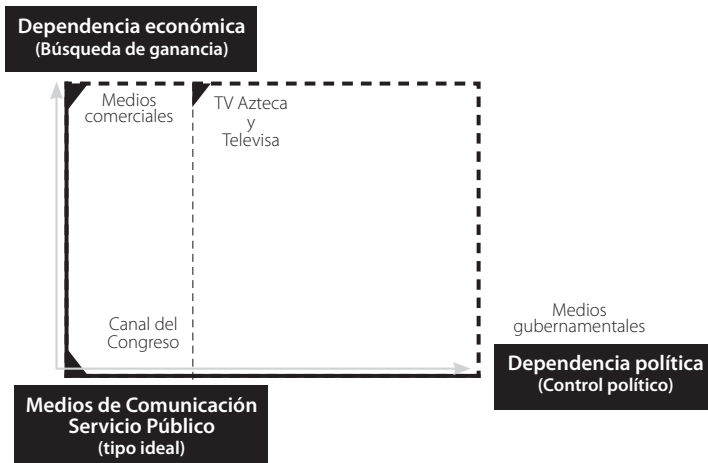 Dependencia económica
(Búsqueda de ganancia)
Medios
comerciales
TV Azteca
y
Televisa
Canal del
Congreso
Medios
gubernamentales
Dependencia política
(Control político)
Medios de Comunicación
Servicio Público
(tipo ideal)